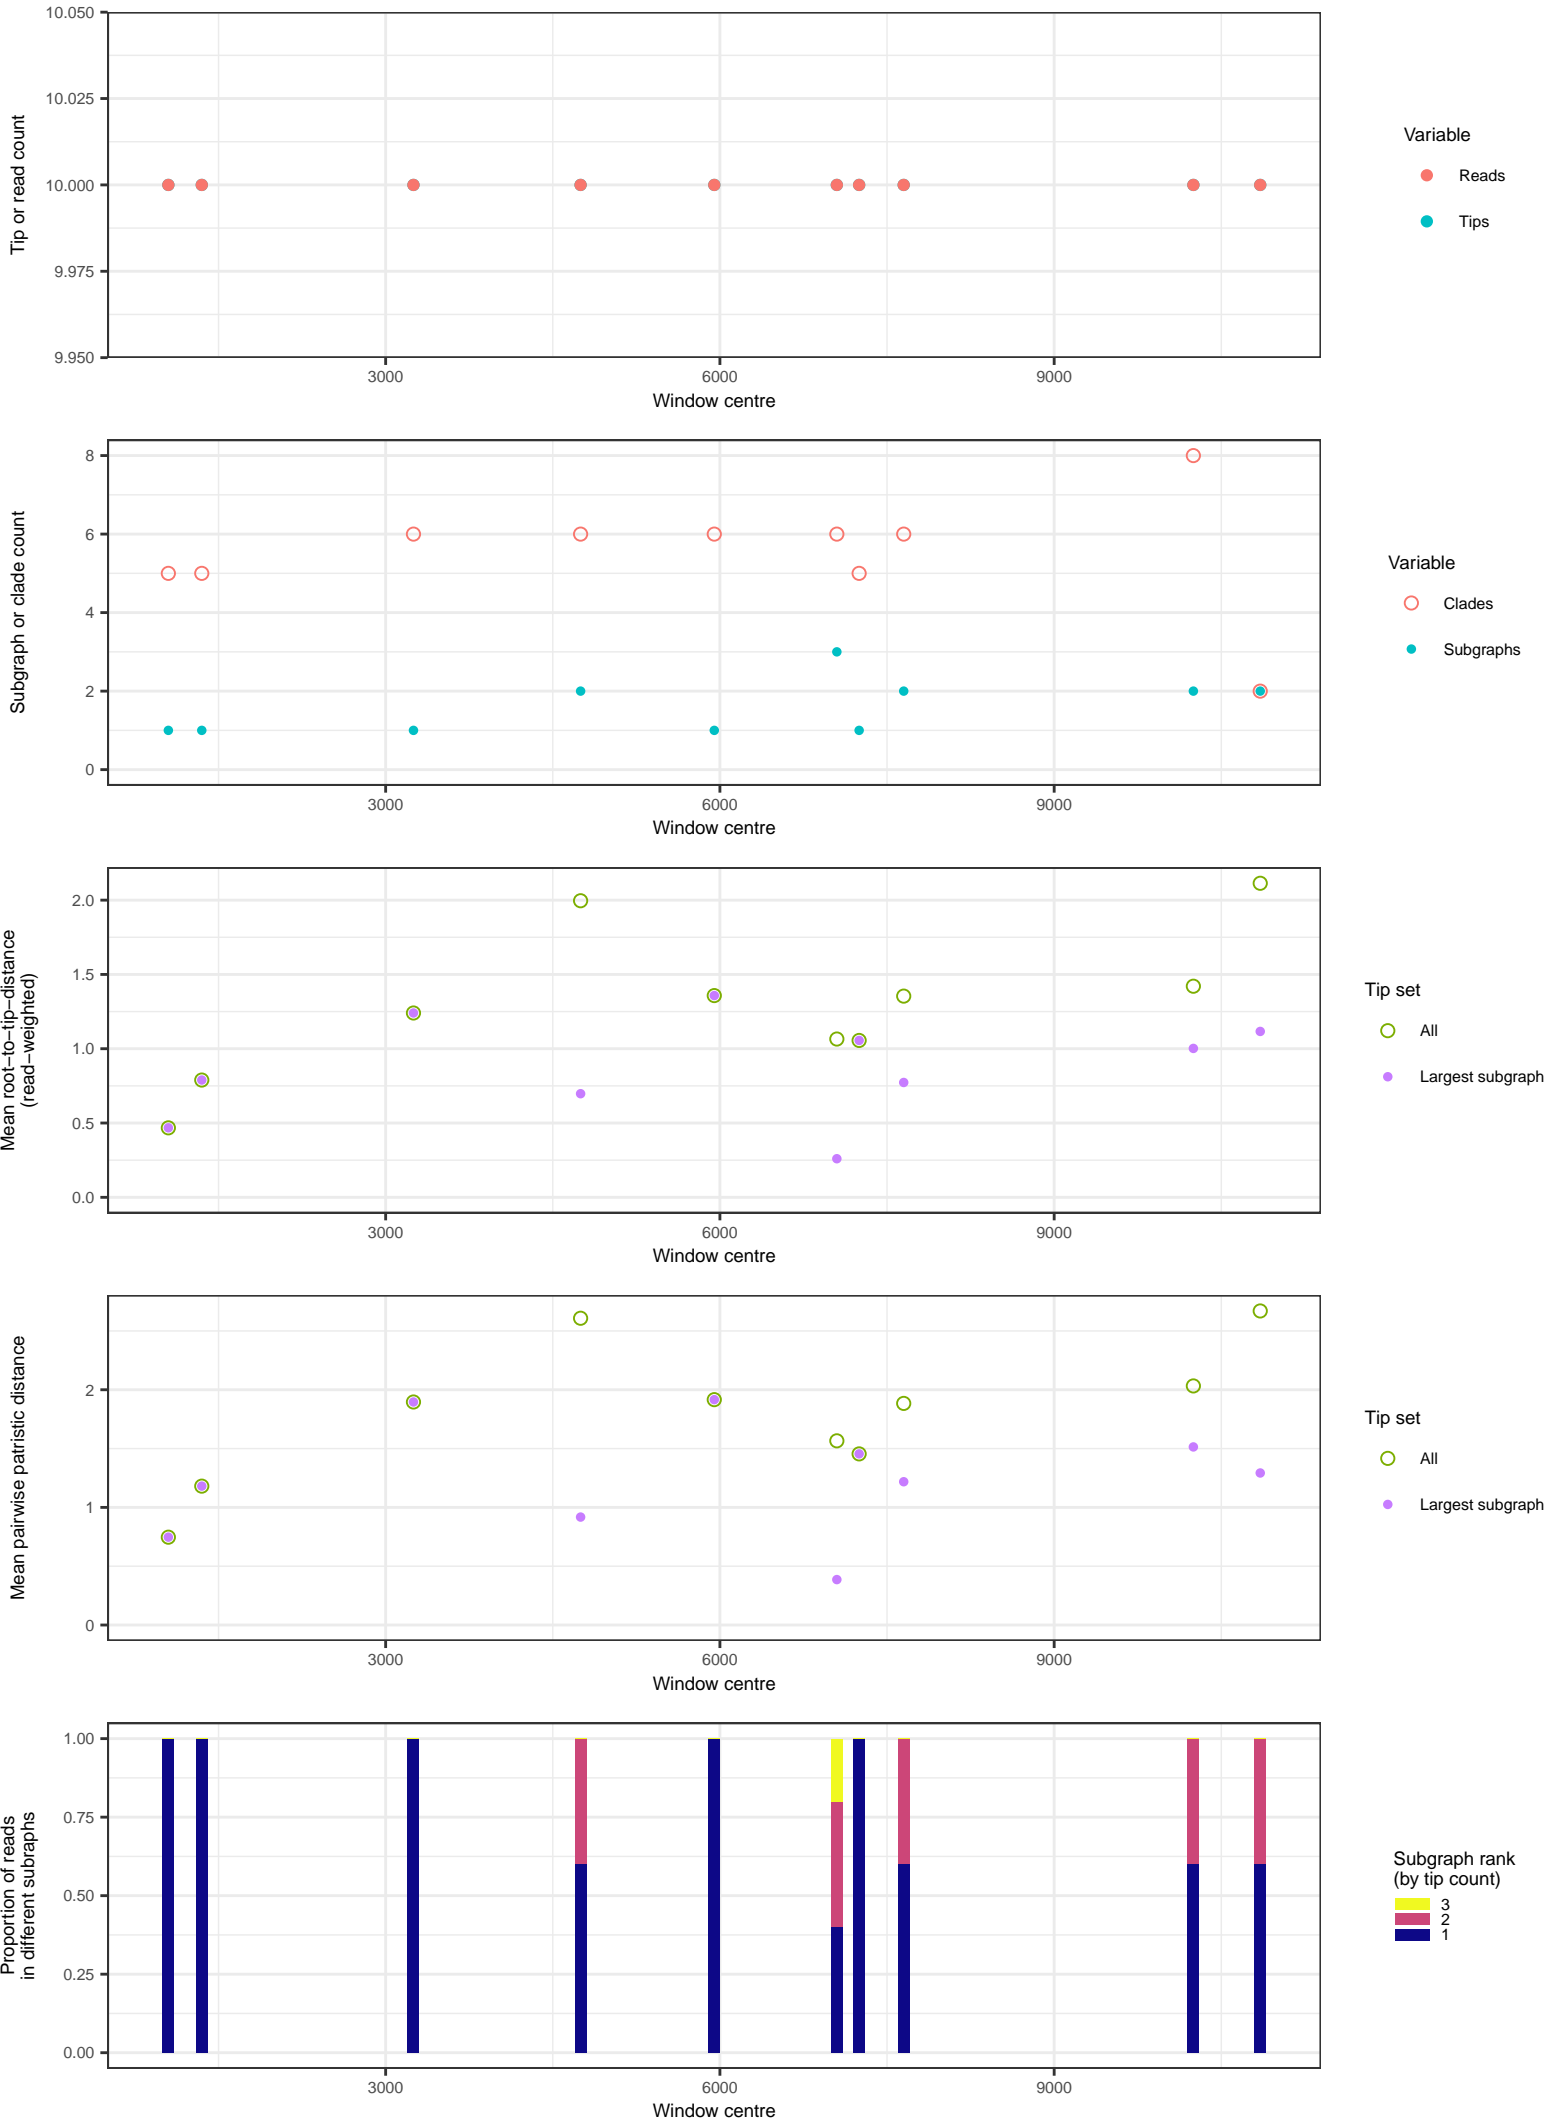 10.050
10.025
10.000
9.975
9.950
Tip or read count
3000 6000 9000
Window centre
Variable
Reads
Tips
8
6
4
2
0
Subgraph or clade count
3000 6000 9000
Window centre
Variable
Clades
Subgraphs
2.0
1.5
1.0
0.5
0.0
Mean root−to−tip−distance
(read−weighted)
3000 6000 9000
Window centre
Tip set
All
Largest subgraph
2
1
0
Mean pairwise patristic distance
3000 6000 9000
Window centre
Tip set
All
Largest subgraph
1.00
0.75
0.50
0.25
0.00
Proportion of reads
in different subraphs
3000 6000 9000
Window centre
Subgraph rank
(by tip count)
3
2
1